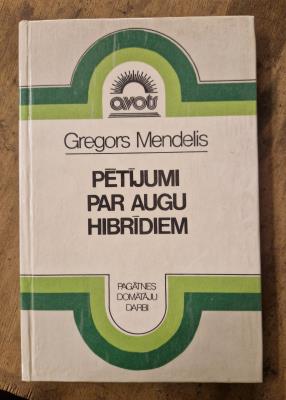 avots
Gregors Mendelis
PĒTĪJUMI
PAR AUGU
HIBRĪDIEM
PAGĀTNES
DOMĀTĀJU
DARBI